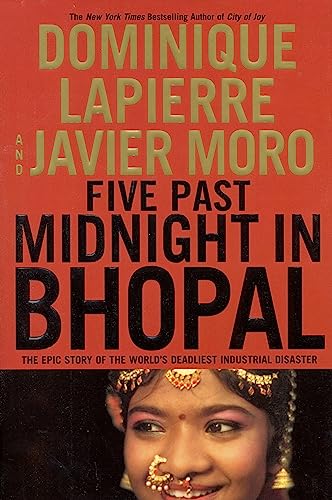 The New York Times Bestselling Author of City of Joy
DOMINIQUE
LAPIERRE
AND JAVIER MORO
FIVE PAST
MIDNIGHT IN
BHOPAL
THE EPIC STORY OF THE WORLD'S DEADLIEST INDUSTRIAL DISASTER